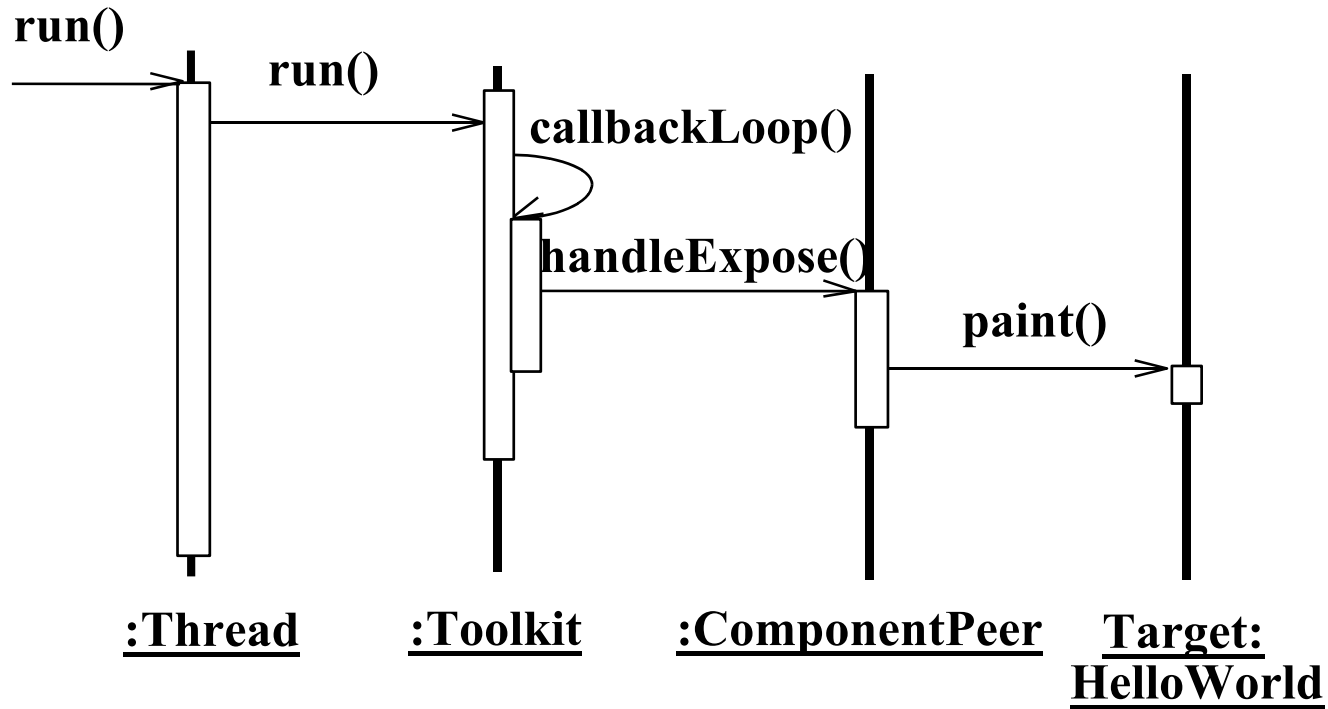 run()
run()
callbackLoop()
handleExpose()
paint()
:Thread
:Toolkit
:ComponentPeer
Target:
HelloWorld